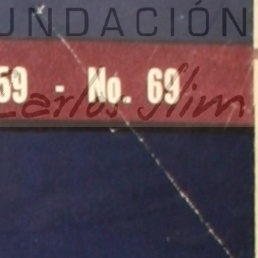 UNDACIÓN
59 - No. 69
Carlos Slim